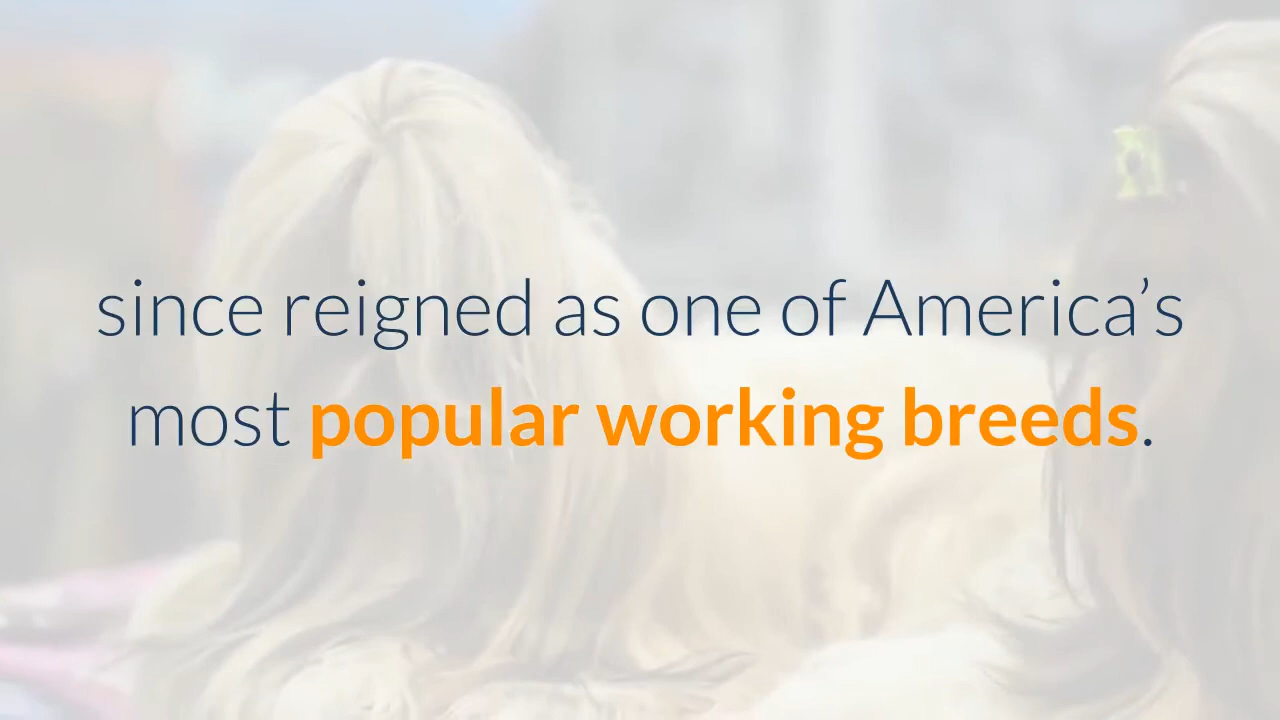 since reigned as one of America’s
most popular working breeds.